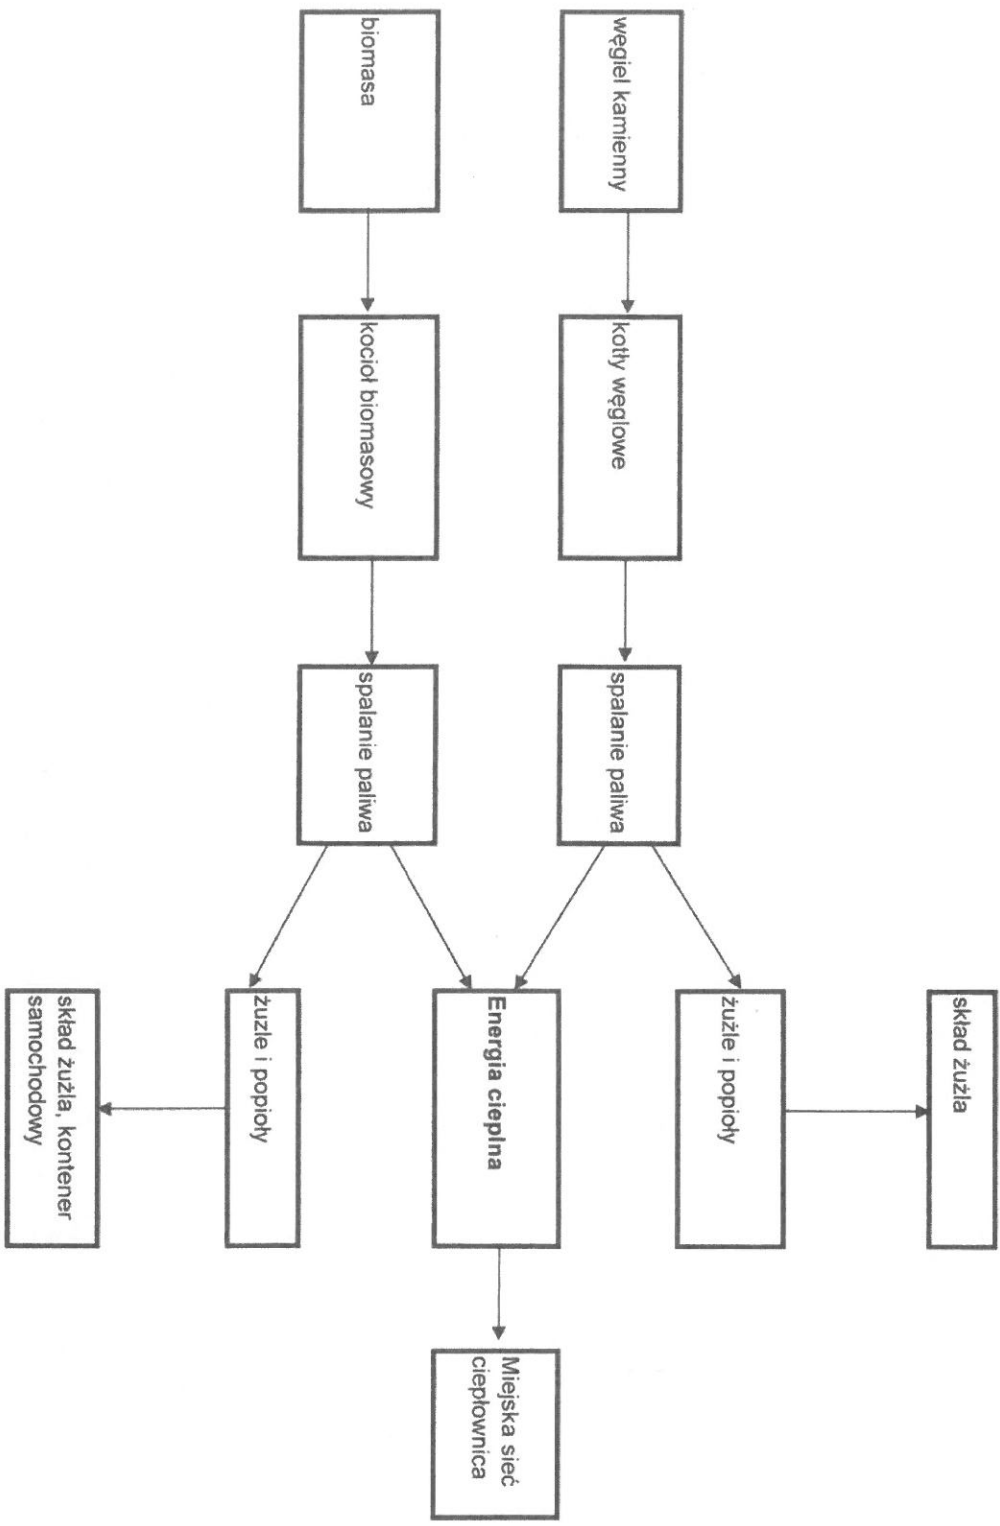 skład żużla
żużle i popioły
węgiel kamienny
kotły węglowe
spalanie paliwa
Energia cieplna
Miejska sieć
ciepłownica
biomasa
kocioł biomasowy
spalanie paliwa
żuzle i popioły
skład żużla, kontener
samochodowy